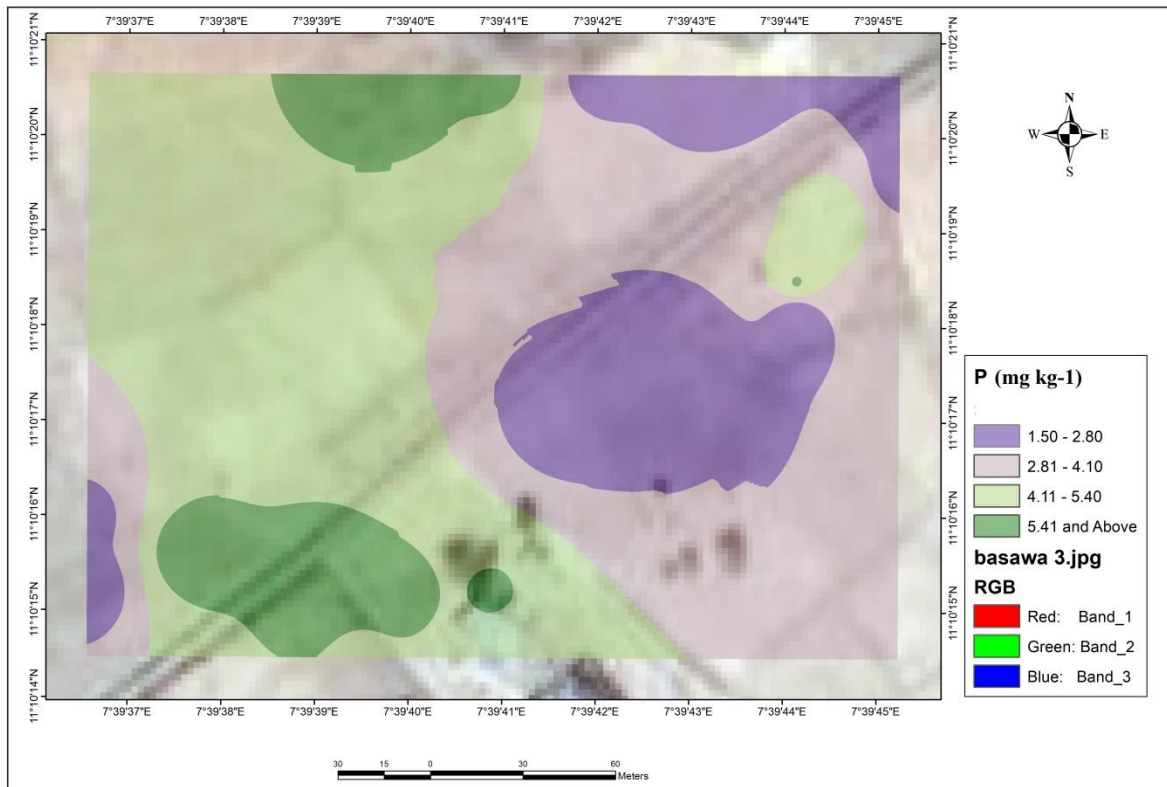 7°39'37"E 7°39'38"E 7°39'39"E 7°39'40"E 7°39'41"E 7°39'42"E 7°39'43"E 7°39'44"E 7°39'45"E
11°10'21"N
11°10'20"N
11°10'19"N
11°10'18"N
11°10'17"N
11°10'16"N
11°10'15"N
11°10'14"N
11°10'21"N
11°10'20"N
11°10'19"N
11°10'18"N
11°10'17"N
11°10'16"N
11°10'15"N
11°10'14"N
N
W E
S
P (mg kg-1)
1.50 - 2.80
2.81 - 4.10
4.11 - 5.40
5.41 and Above
basawa 3.jpg
RGB
Red: Band_1
Green: Band_2
Blue: Band_3
7°39'37"E 7°39'38"E 7°39'39"E 7°39'40"E 7°39'41"E 7°39'42"E 7°39'43"E 7°39'44"E 7°39'45"E
30 15 0 30 60
Meters